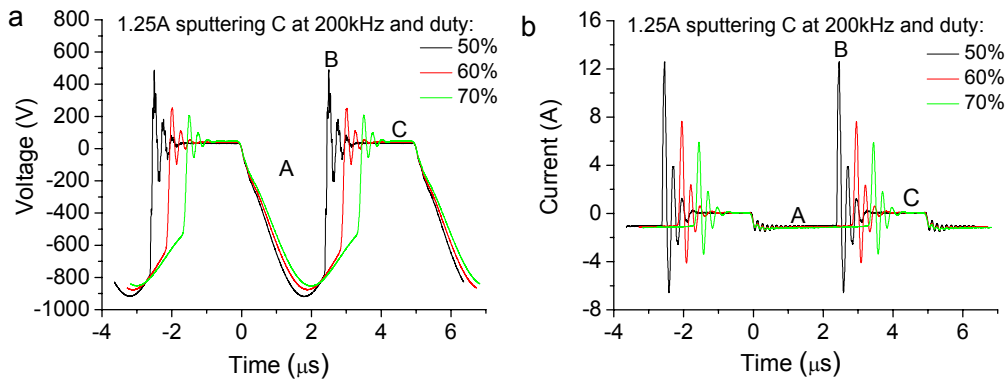 a
1.25A sputtering C at 200kHz and duty:
50%
60%
70%
B
C
A
Voltage (V)
800
600
400
200
0
-200
-400
-600
-800
-1000
-4 -2 0 2 4 6
Time (μs)
b
1.25A sputtering C at 200kHz and duty:
50%
60%
70%
B
A
C
Current (A)
16
12
8
4
0
-4
-8
-4 -2 0 2 4 6 8
Time (μs)